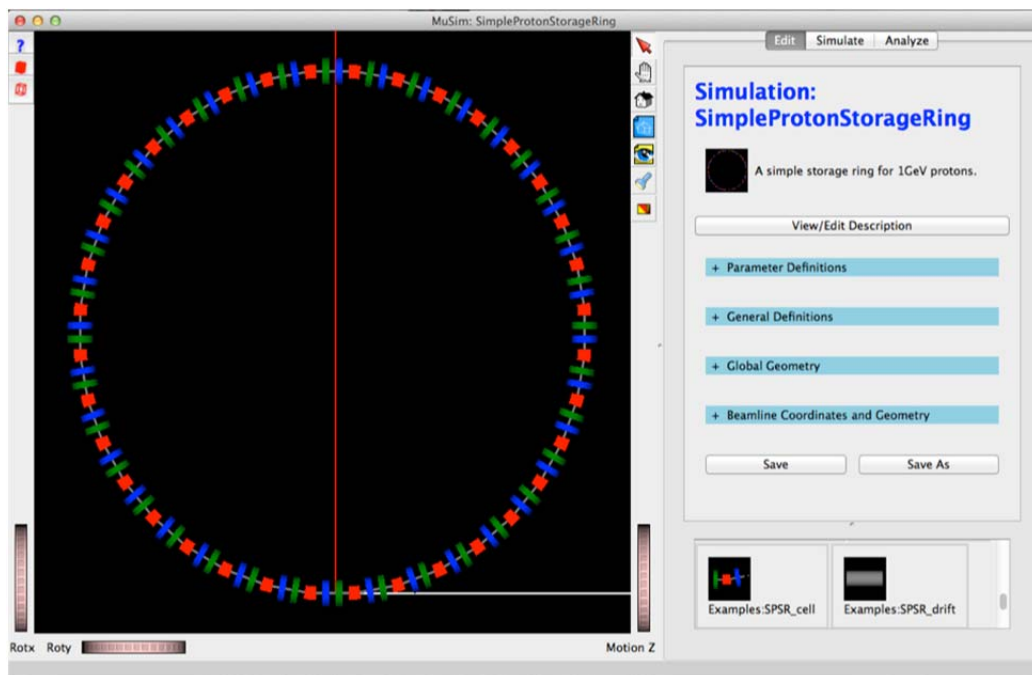 MuSim: SimpleProtonStorageRing
?
Edit Simulate Analyze
Simulation:
SimpleProtonStorageRing
A simple storage ring for 1GeV protons.
View/Edit Description
+ Parameter Definitions
+ General Definitions
+ Global Geometry
+ Beamline Coordinates and Geometry
Save Save As
Examples:SPSR_cell Examples:SPSR_drift
Rotx Roty Motion Z